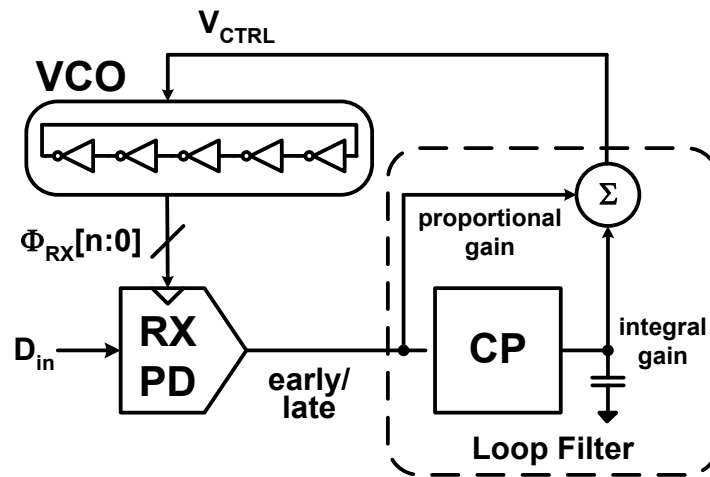 V_CTRL
VCO
Σ
proportional
gain
Φ_RX[n:0]
RX
PD
D_in
CP
integral
gain
early/
late
Loop Filter